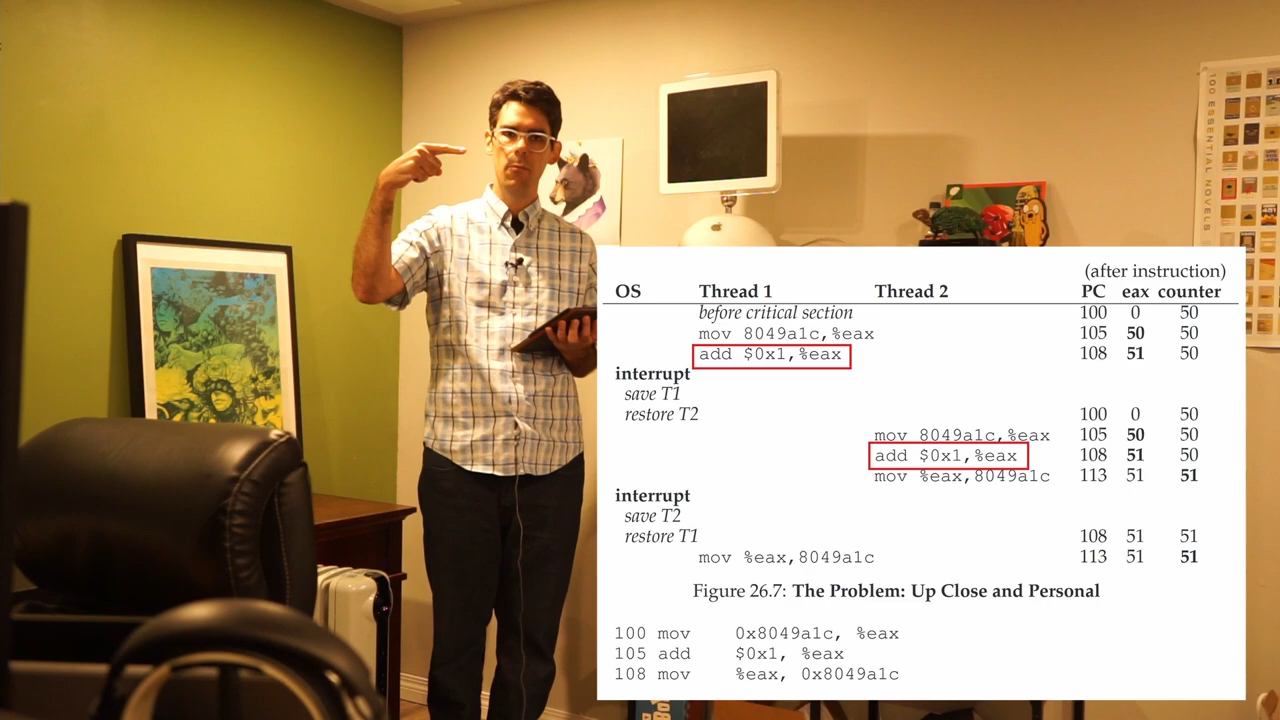 100 ESSENTIAL NOVELS
(after instruction)
OS Thread 1 Thread 2 PC eax counter
before critical section 100 0 50
mov 8049a1c,%eax 105 50 50
add $0x1,%eax 108 51 50
interrupt
save T1
restore T2 100 0 50
mov 8049a1c,%eax 105 50 50
add $0x1,%eax 108 51 50
mov %eax,8049a1c 113 51 51
interrupt
save T2
restore T1 108 51 51
mov %eax,8049a1c 113 51 51
Figure 26.7: The Problem: Up Close and Personal
100 mov 0x8049a1c, %eax
105 add $0x1, %eax
108 mov %eax, 0x8049a1c